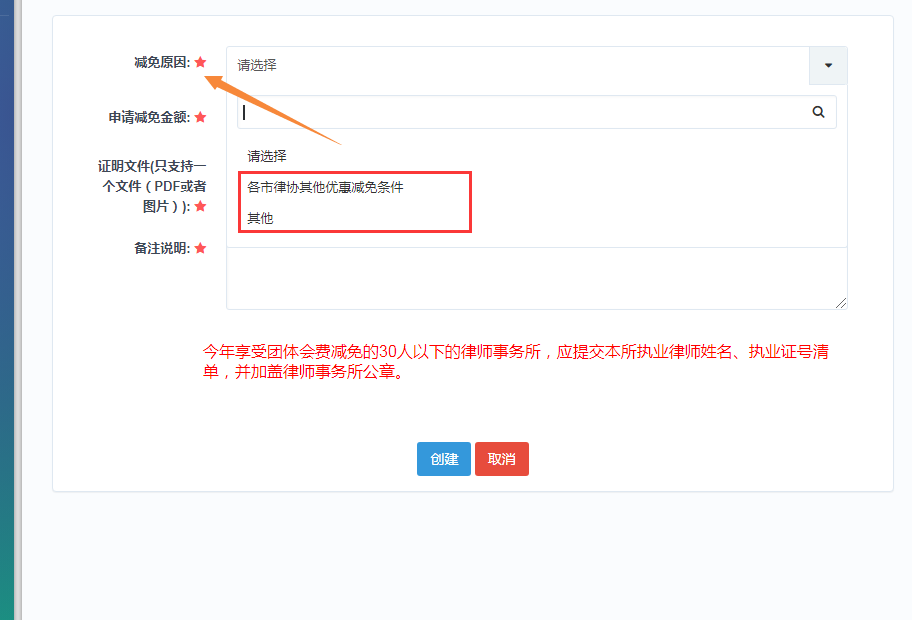 减免原因:
请选择
申请减免金额:
请选择
证明文件(只支持一
个文件（PDF或者
图片）):
各市律协其他优惠减免条件
其他
备注说明:
今年享受团体会费减免的30人以下的律师事务所，应提交本所执业律师姓名、执业证号清
单，并加盖律师事务所公章。
创建
取消